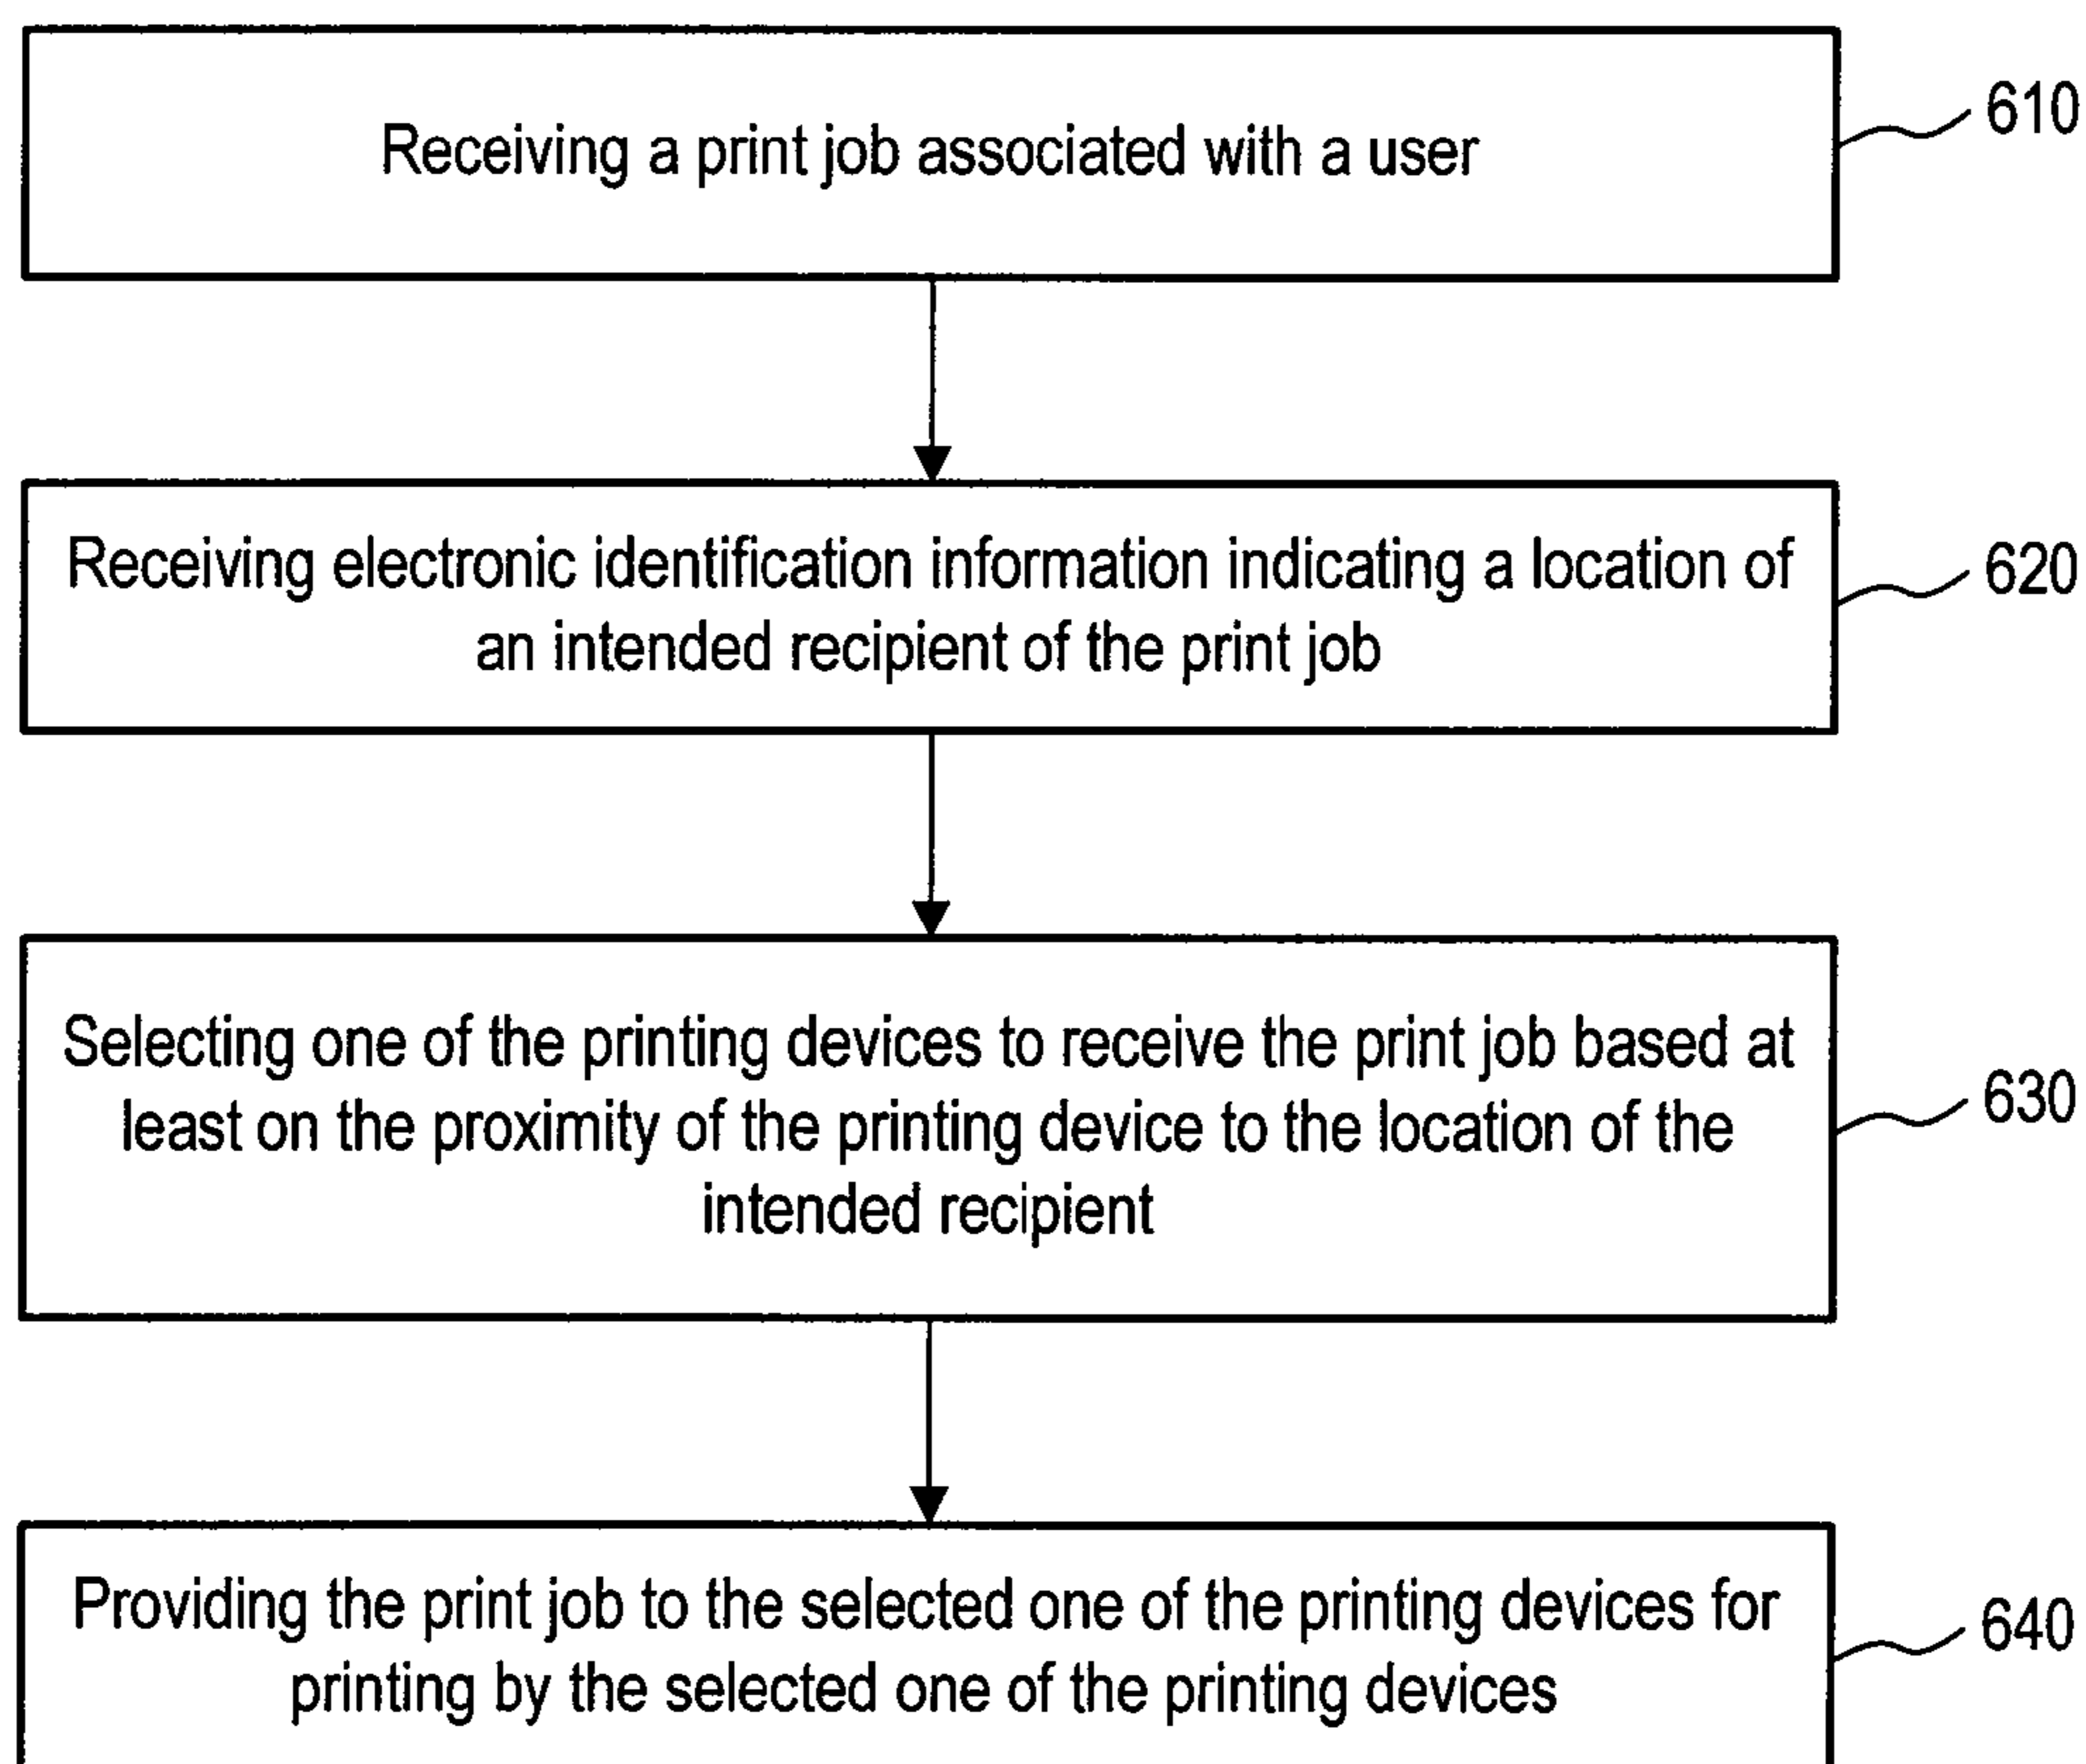 Receiving a print job associated with a user
610
Receiving electronic identification information indicating a location of
an intended recipient of the print job
620
Selecting one of the printing devices to receive the print job based at
least on the proximity of the printing device to the location of the
intended recipient
630
Providing the print job to the selected one of the printing devices for
printing by the selected one of the printing devices
640